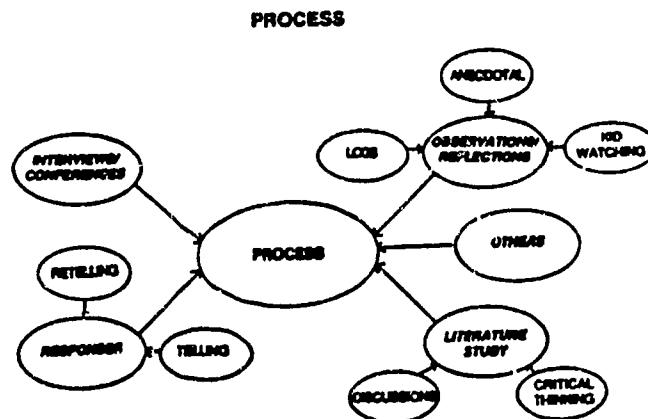 PROCESS
ANECDOTAL
LOGS
OBSERVATIONS/
REFLECTIONS
KID
WATCHING
INTERVIEWS/
CONFERENCES
PROCESS
OTHERS
RETELLING
RESPONSES
TELLING
LITERATURE
STUDY
DISCUSSIONS
CRITICAL
THINKING